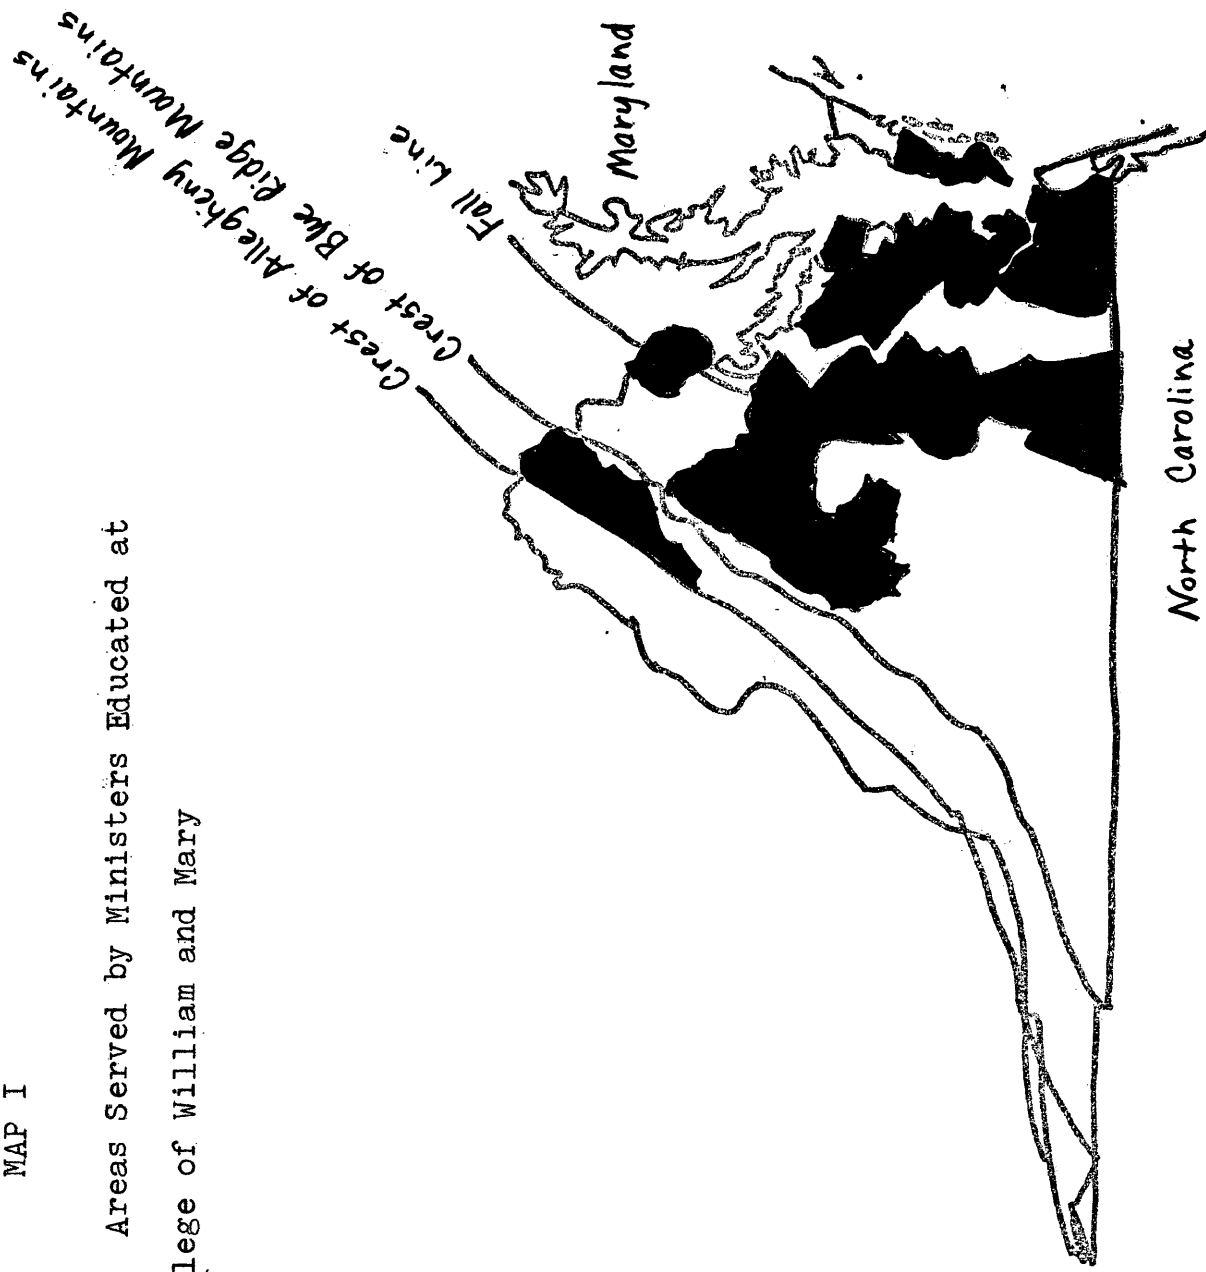 MAP I
Areas Served by Ministers Educated at
lege of William and Mary
Crest of Allegheny Mountains
Crest of Blue Ridge Mountains
Fall Line
Maryland
North Carolina